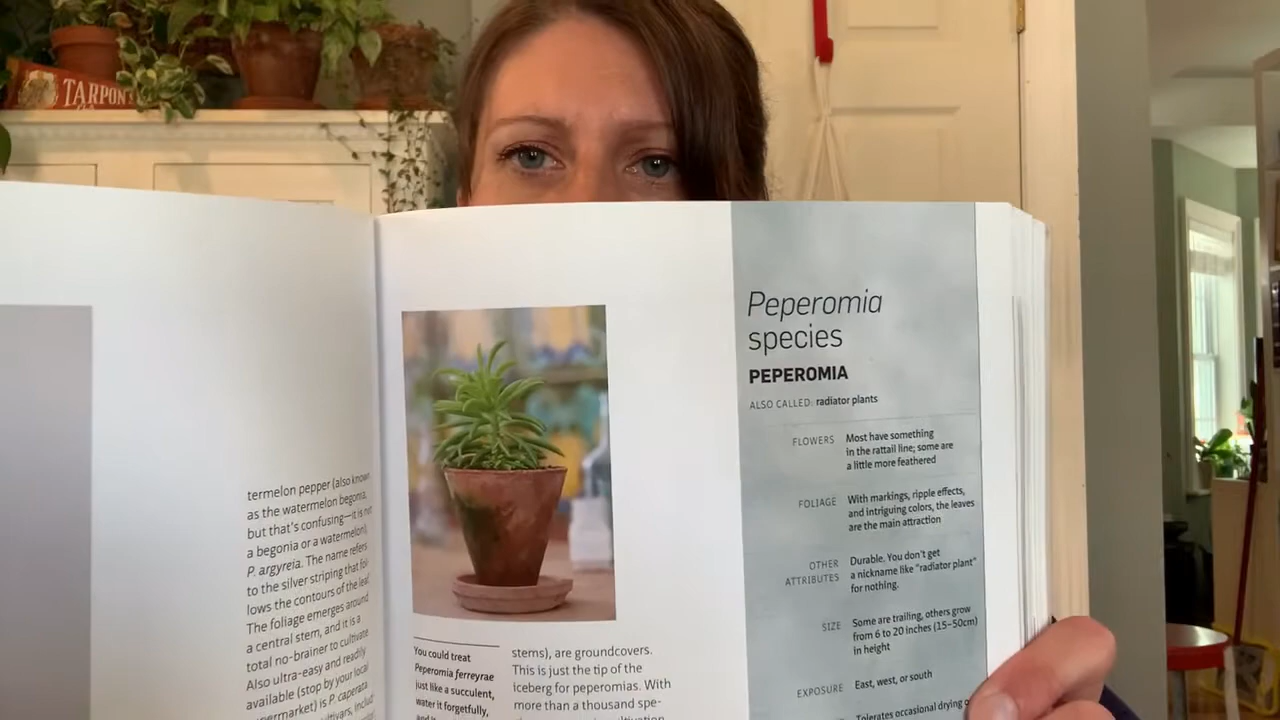 TARPON
termelon pepper (also known
as the watermelon begonia,
but that's confusing—it is not
a begonia or a watermelon),
P. argyreia. The name refers
to the silver striping that fol-
lows the contours of the leaf.
The foliage emerges around
a central stem, and it is a
total no-brainer to cultivate
Also ultra-easy and readily
available (stop by your local
supermarket) is P. caperata
You could treat
Peperomia ferreyrae
just like a succulent,
water it forgetfully,
stems), are groundcovers.
This is just the tip of the
iceberg for peperomias. With
more than a thousand spe-
Peperomia
species
PEPEROMIA
ALSO CALLED: radiator plants
FLOWERS Most have something
in the rattail line; some are
a little more feathered
FOLIAGE With markings, ripple effects,
and intriguing colors, the leaves
are the main attraction
OTHER ATTRIBUTES Durable. You don't get
a nickname like "radiator plant"
for nothing.
SIZE Some are trailing, others grow
from 6 to 20 inches (15–50cm)
in height
EXPOSURE East, west, or south
Tolerates occasional drying